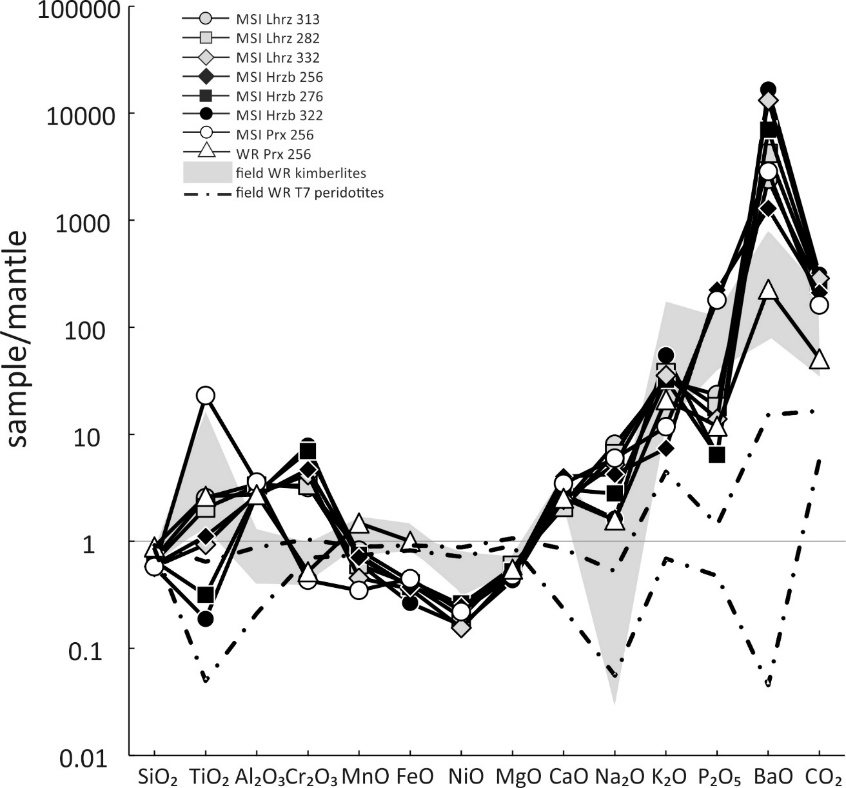 100000
10000
1000
100
10
1
0.1
0.01
sample/mantle
MSI Lhrz 313
MSI Lhrz 282
MSI Lhrz 332
MSI Hrzb 256
MSI Hrzb 276
MSI Hrzb 322
MSI Prx 256
WR Prx 256
field WR kimberlites
field WR T7 peridotites
SiO₂ TiO₂ Al₂O₃ Cr₂O₃ MnO FeO NiO MgO CaO Na₂O K₂O P₂O₅ BaO CO₂